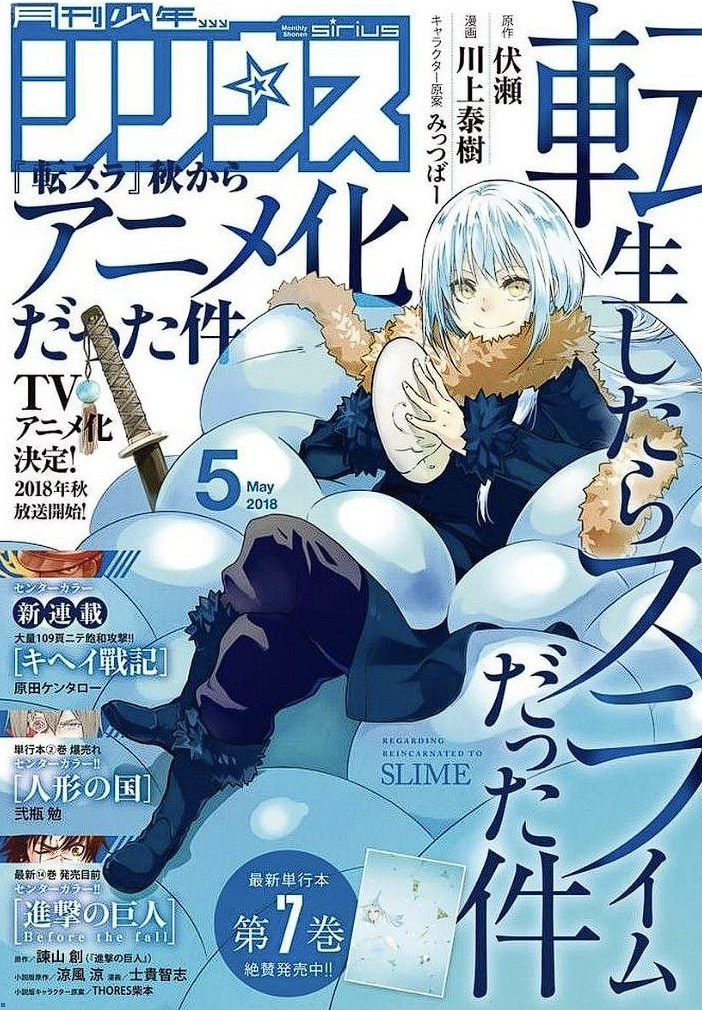 月刊少年
Monthly Shonen sirius
シリウス
原作 伏瀬
漫画 川上泰樹
キャラクター原案 みっつばー
転生したらスライムだった件
『転スラ』秋から
アニメ化
だった件
TV
アニメ化
決定!
2018年秋
放送開始!
5 May
2018
センターカラー
新連載
大量109頁ニテ飽和攻撃!!
[キヘイ戦記]
原田ケンタロー
単行本②巻 爆売れ
センターカラー!!
[人形の国]
弐瓶 勉
最新⑭巻 発売目前
センターカラー!!
[進撃の巨人]
Before the fall
原作/諫山 創(『進撃の巨人』)
小説版原作/涼風 涼 漫画/士貴智志
小説版キャラクター原案/THORES柴本
REGARDING
REINCARNATED TO
SLIME
最新単行本
第7巻
絶賛発売中!!